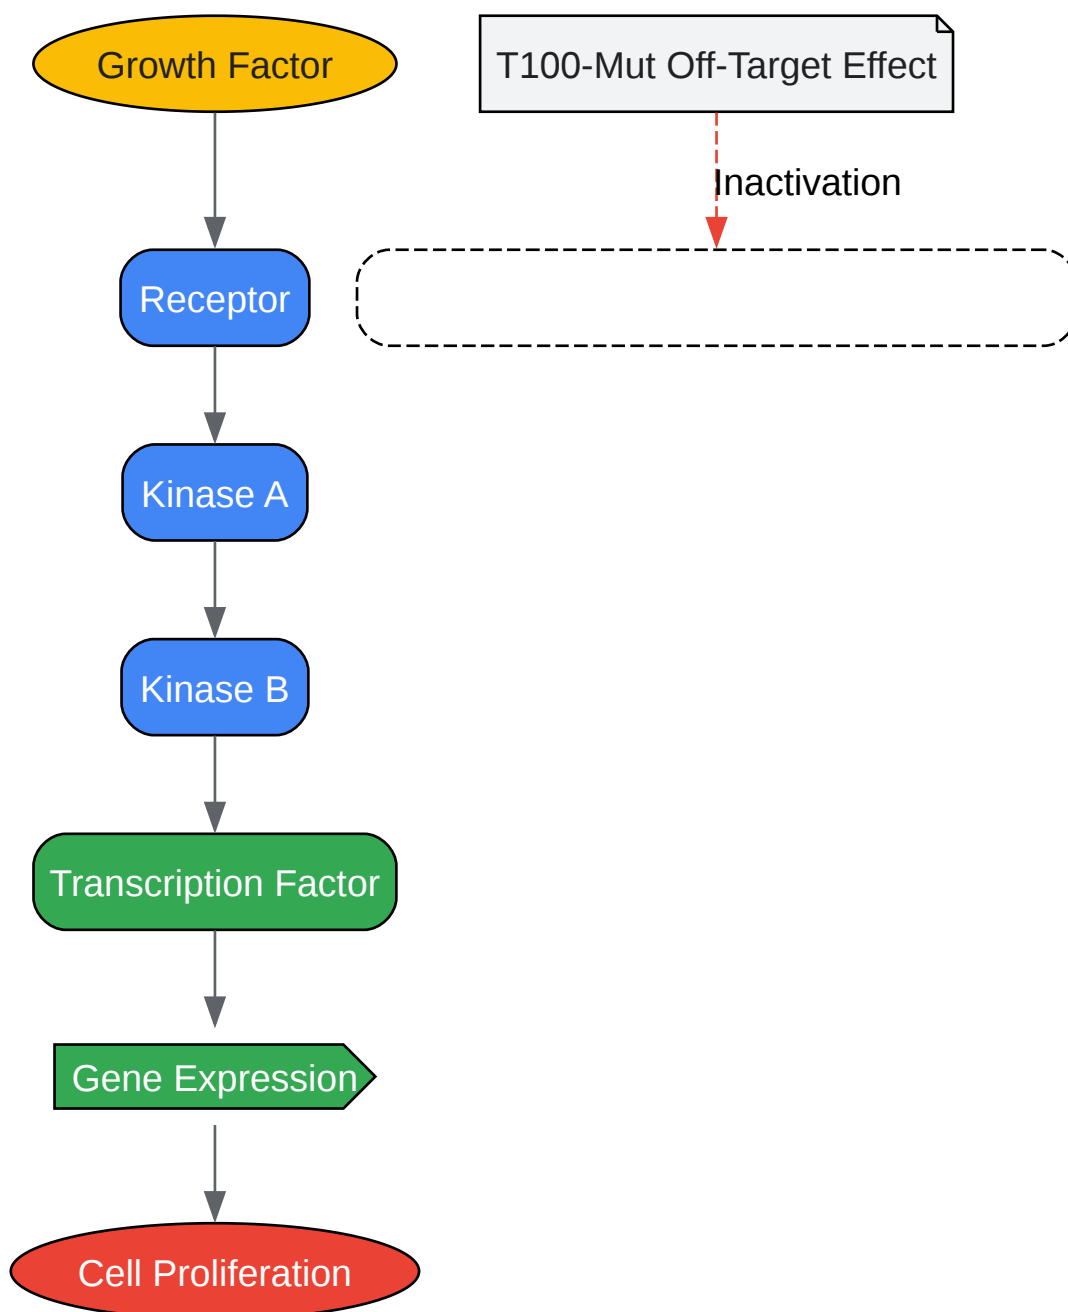 Growth Factor
T100-Mut Off-Target Effect
Inactivation
Receptor
Kinase A
Kinase B
Transcription Factor
Gene Expression
Cell Proliferation